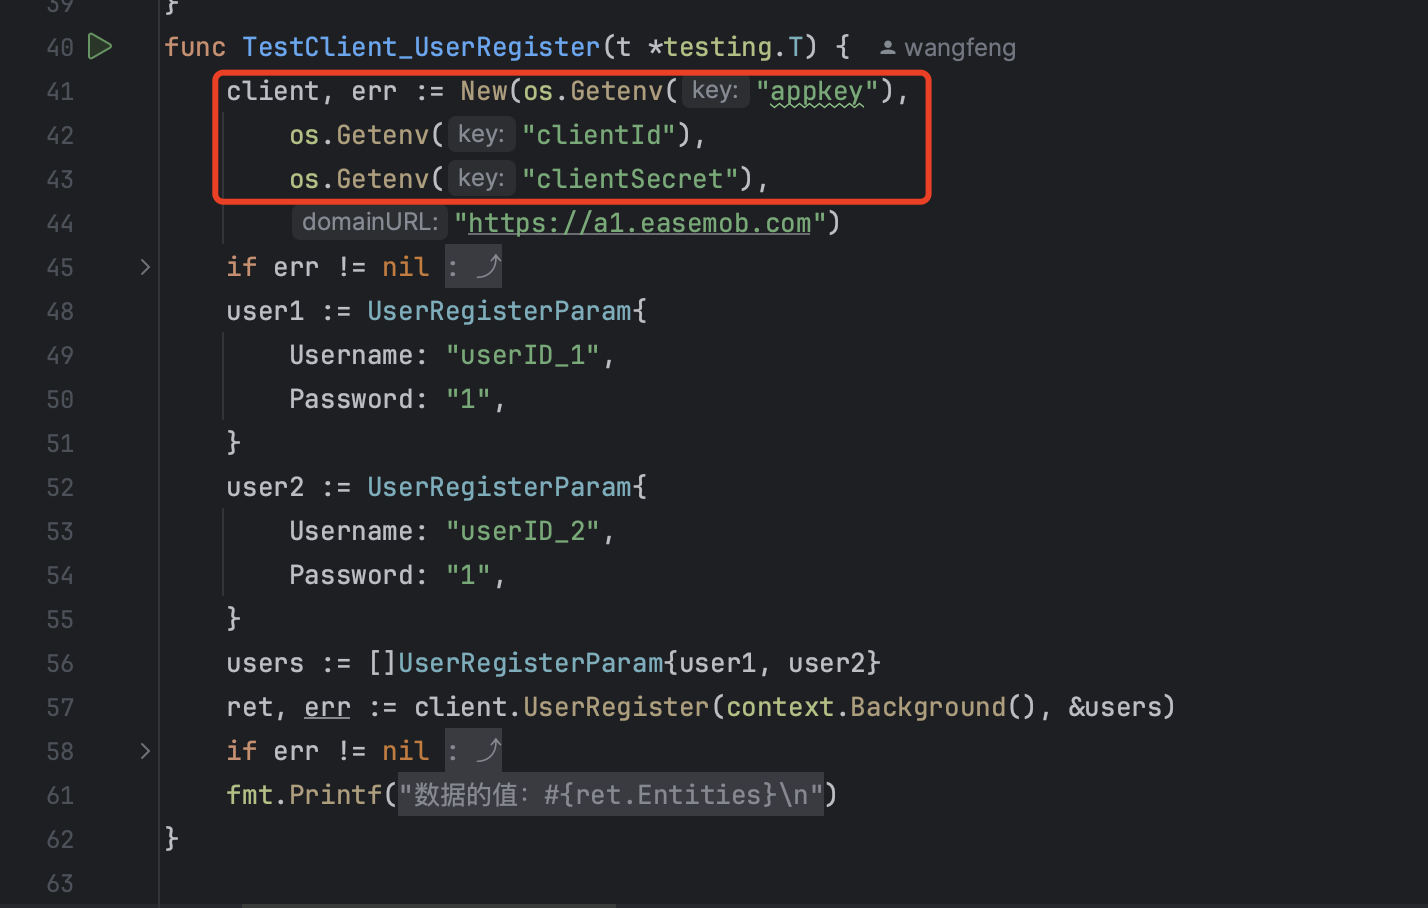 39 }
40 func TestClient_UserRegister(t *testing.T) { wangfeng
41 client, err := New(os.Getenv( key: "appkey"),
42 os.Getenv( key: "clientId"),
43 os.Getenv( key: "clientSecret"),
44 domainURL: "https://a1.easemob.com")
45 if err != nil :
48 user1 := UserRegisterParam{
49 Username: "userID_1",
50 Password: "1",
51 }
52 user2 := UserRegisterParam{
53 Username: "userID_2",
54 Password: "1",
55 }
56 users := []UserRegisterParam{user1, user2}
57 ret, err := client.UserRegister(context.Background(), &users)
58 if err != nil :
61 fmt.Printf("数据的值: #{ret.Entities}\n")
62 }
63